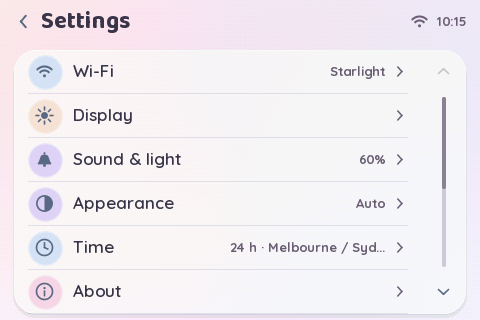 Settings
10:15
Wi-Fi
Starlight
Display
Sound & light
60%
Appearance
Auto
Time
24 h · Melbourne / Syd...
About